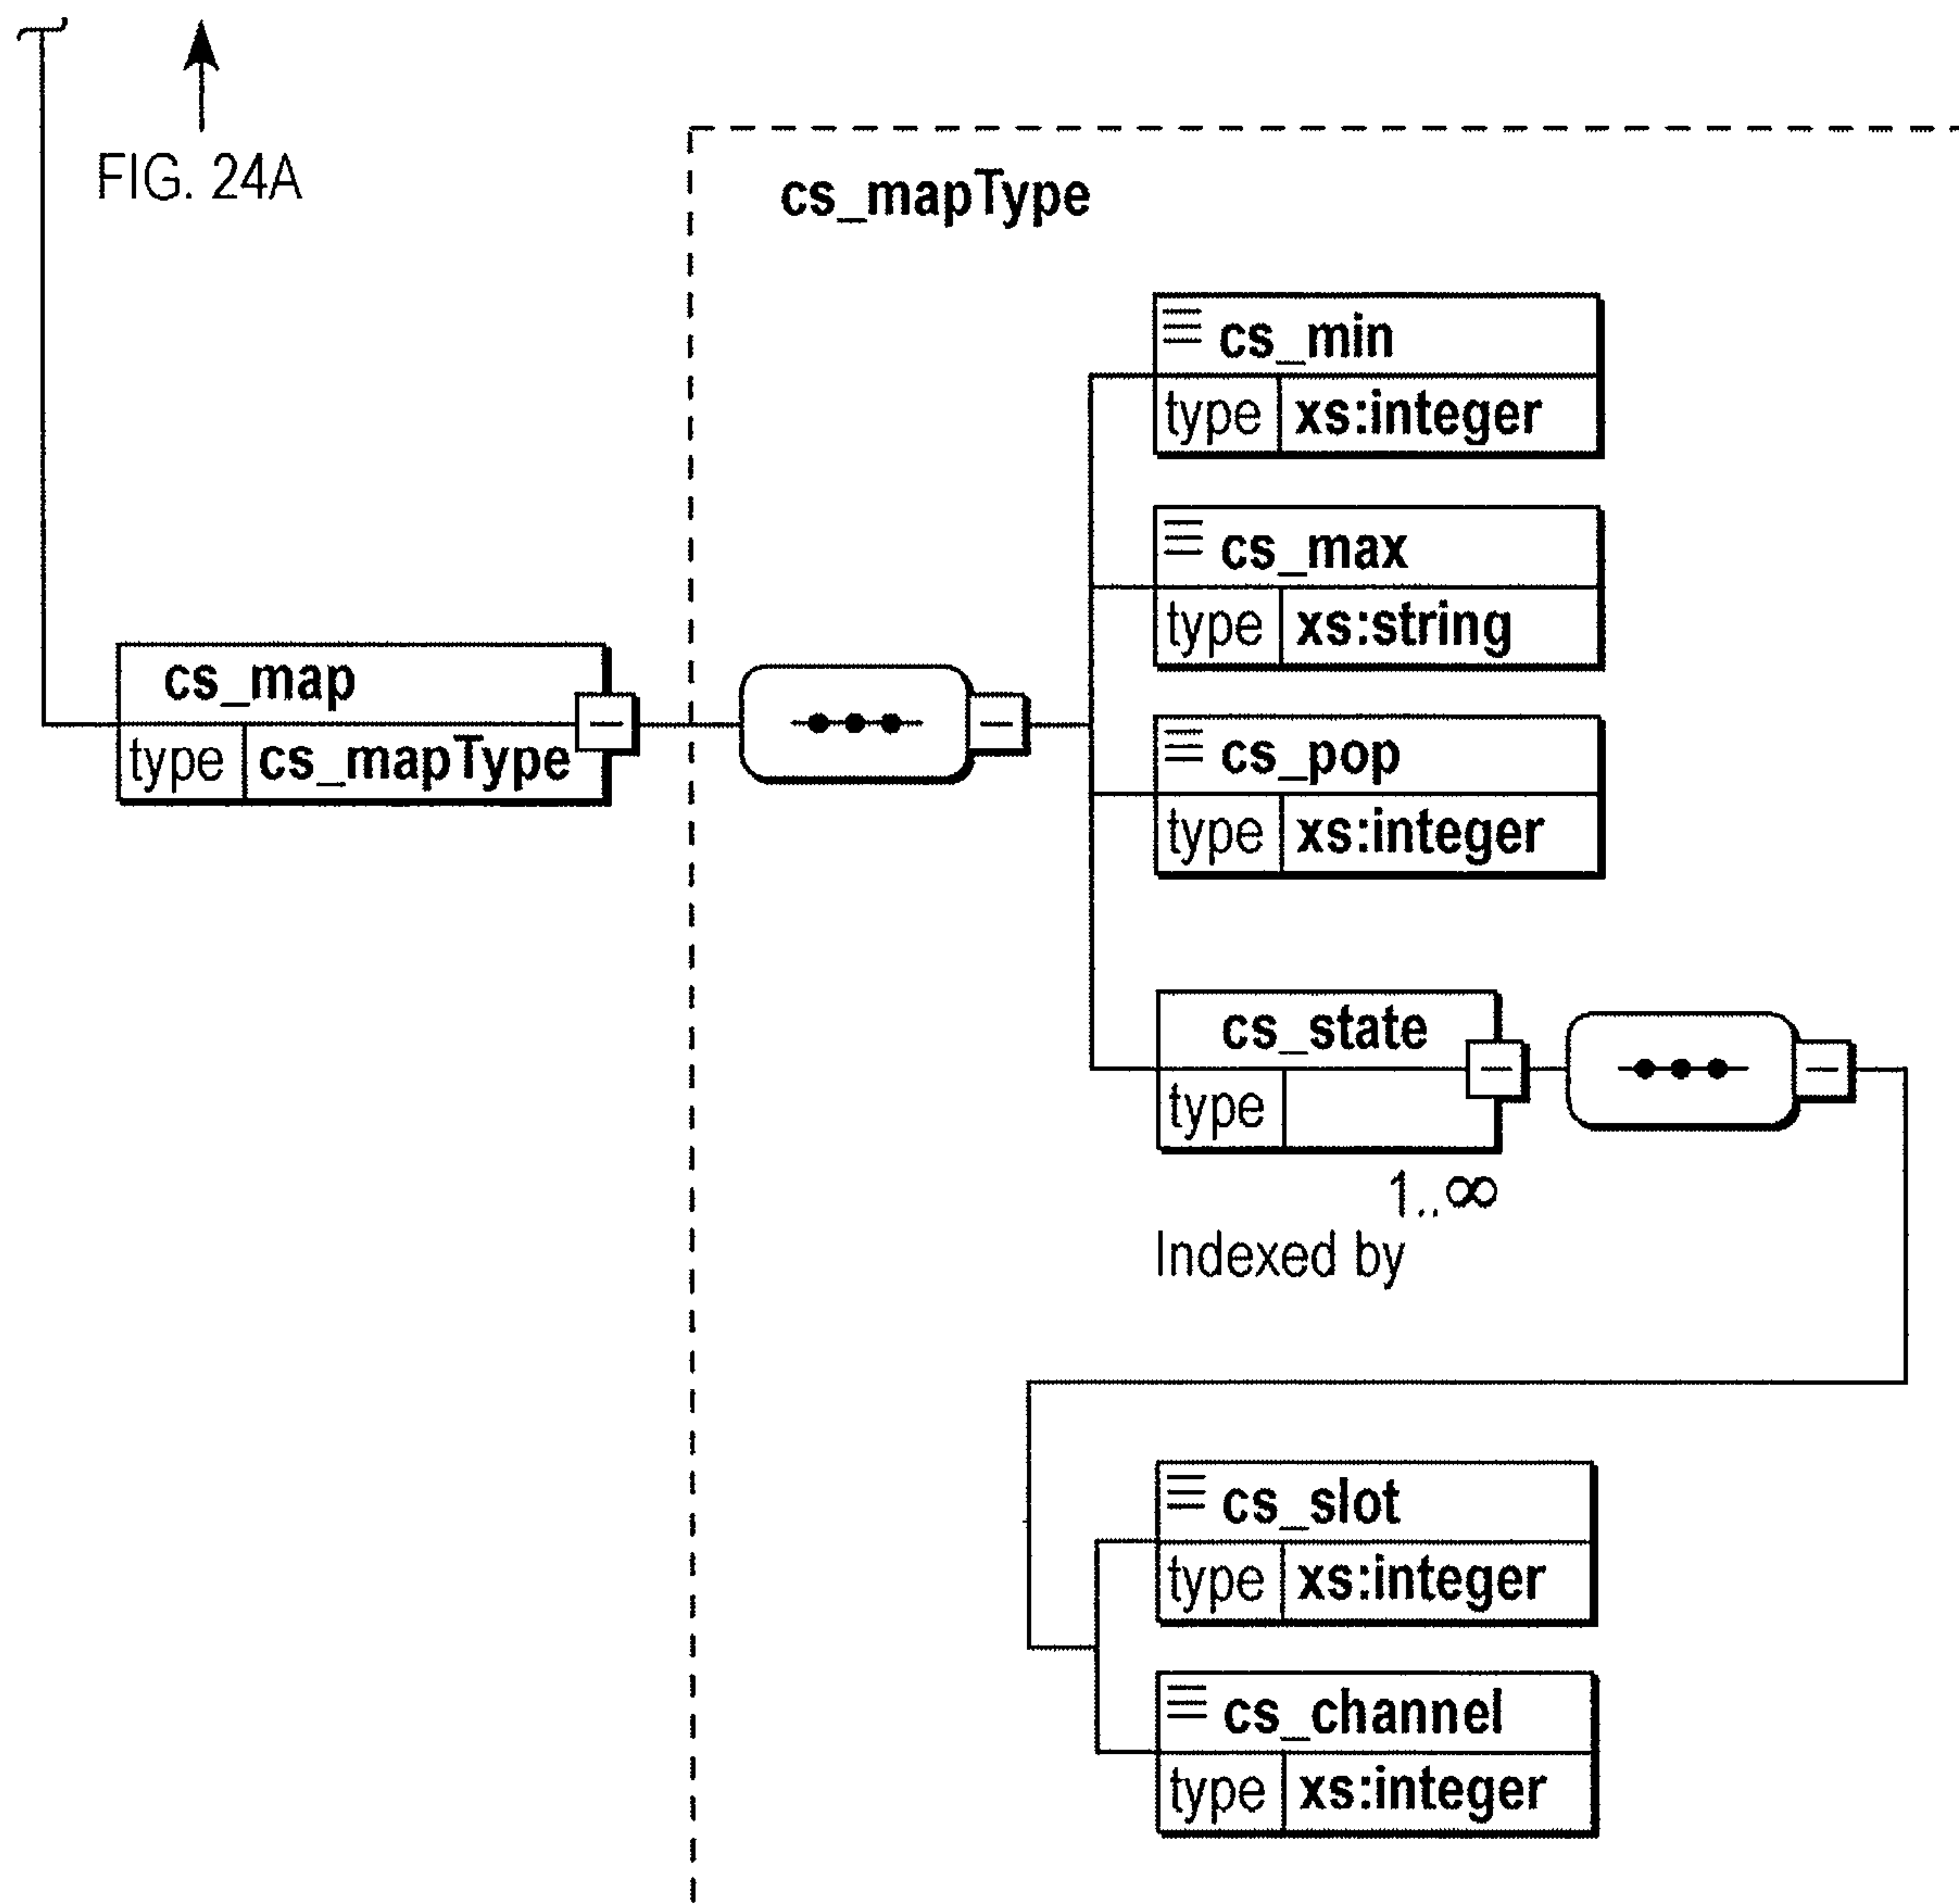 FIG. 24A
cs_mapType
cs_min
type xs:integer
cs_max
type xs:string
cs_map
type cs_mapType
cs_pop
type xs:integer
cs_state
type
1..∞
Indexed by
cs_slot
type xs:integer
cs_channel
type xs:integer